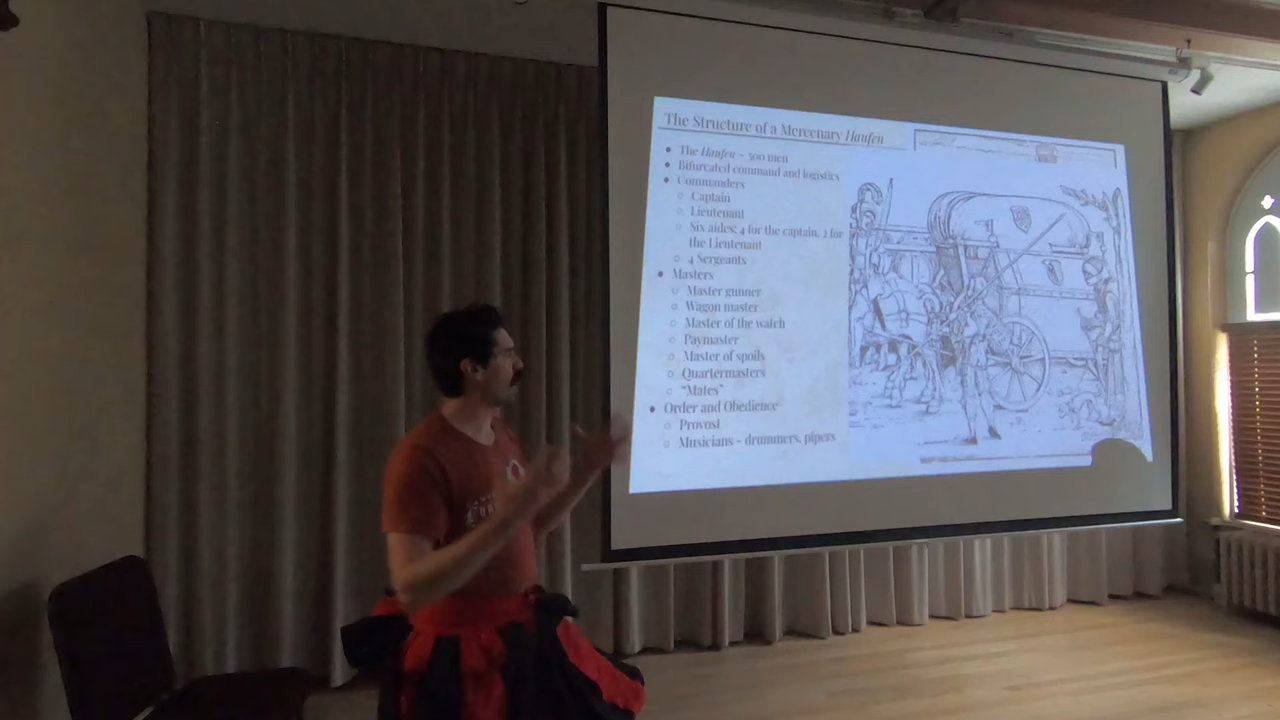 The Structure of a Mercenary Haufen
The Haufen - 500 men
Bifurcated command and logistics
Commanders
Captain
Lieutenant
Six aides; 4 for the captain, 2 for
the Lieutenant
4 Sergeants
Masters
Master gunner
Wagon master
Master of the watch
Paymaster
Master of spoils
Quartermasters
"Mates"
Order and Obedience
Provost
Musicians - drummers, pipers